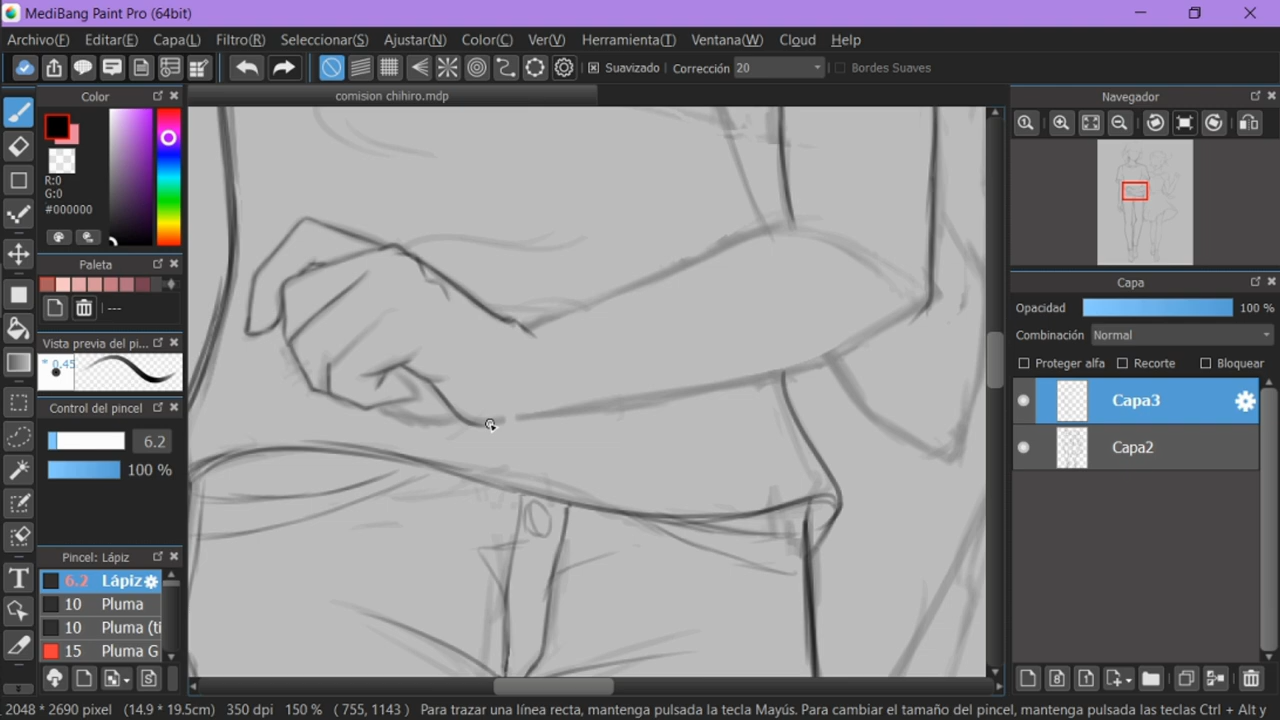 MediBang Paint Pro (64bit)
Archivo(F) Editar(E) Capa(L) Filtro(R) Seleccionar(S) Ajustar(N) Color(C) Ver(V) Herramienta(T) Ventana(W) Cloud Help
Suavizado Corrección 20 Bordes Suaves
Color
comision chihiro.mdp
Navegador
R:0
G:0
#000000
Paleta
---
Vista previa del pi...
* 0.45
Control del pincel
6.2
100 %
Pincel: Lápiz
6.2 Lápiz
10 Pluma
10 Pluma (ti
15 Pluma G
Capa
Opacidad 100 %
Combinación Normal
Proteger alfa Recorte Bloquear
Capa3
Capa2
2048 * 2690 pixel (14.9 * 19.5cm) 350 dpi 150 % ( 755, 1143 ) Para trazar una línea recta, mantenga pulsada la tecla Mayús. Para cambiar el tamaño del pincel, mantenga pulsada las teclas Ctrl + Alt y